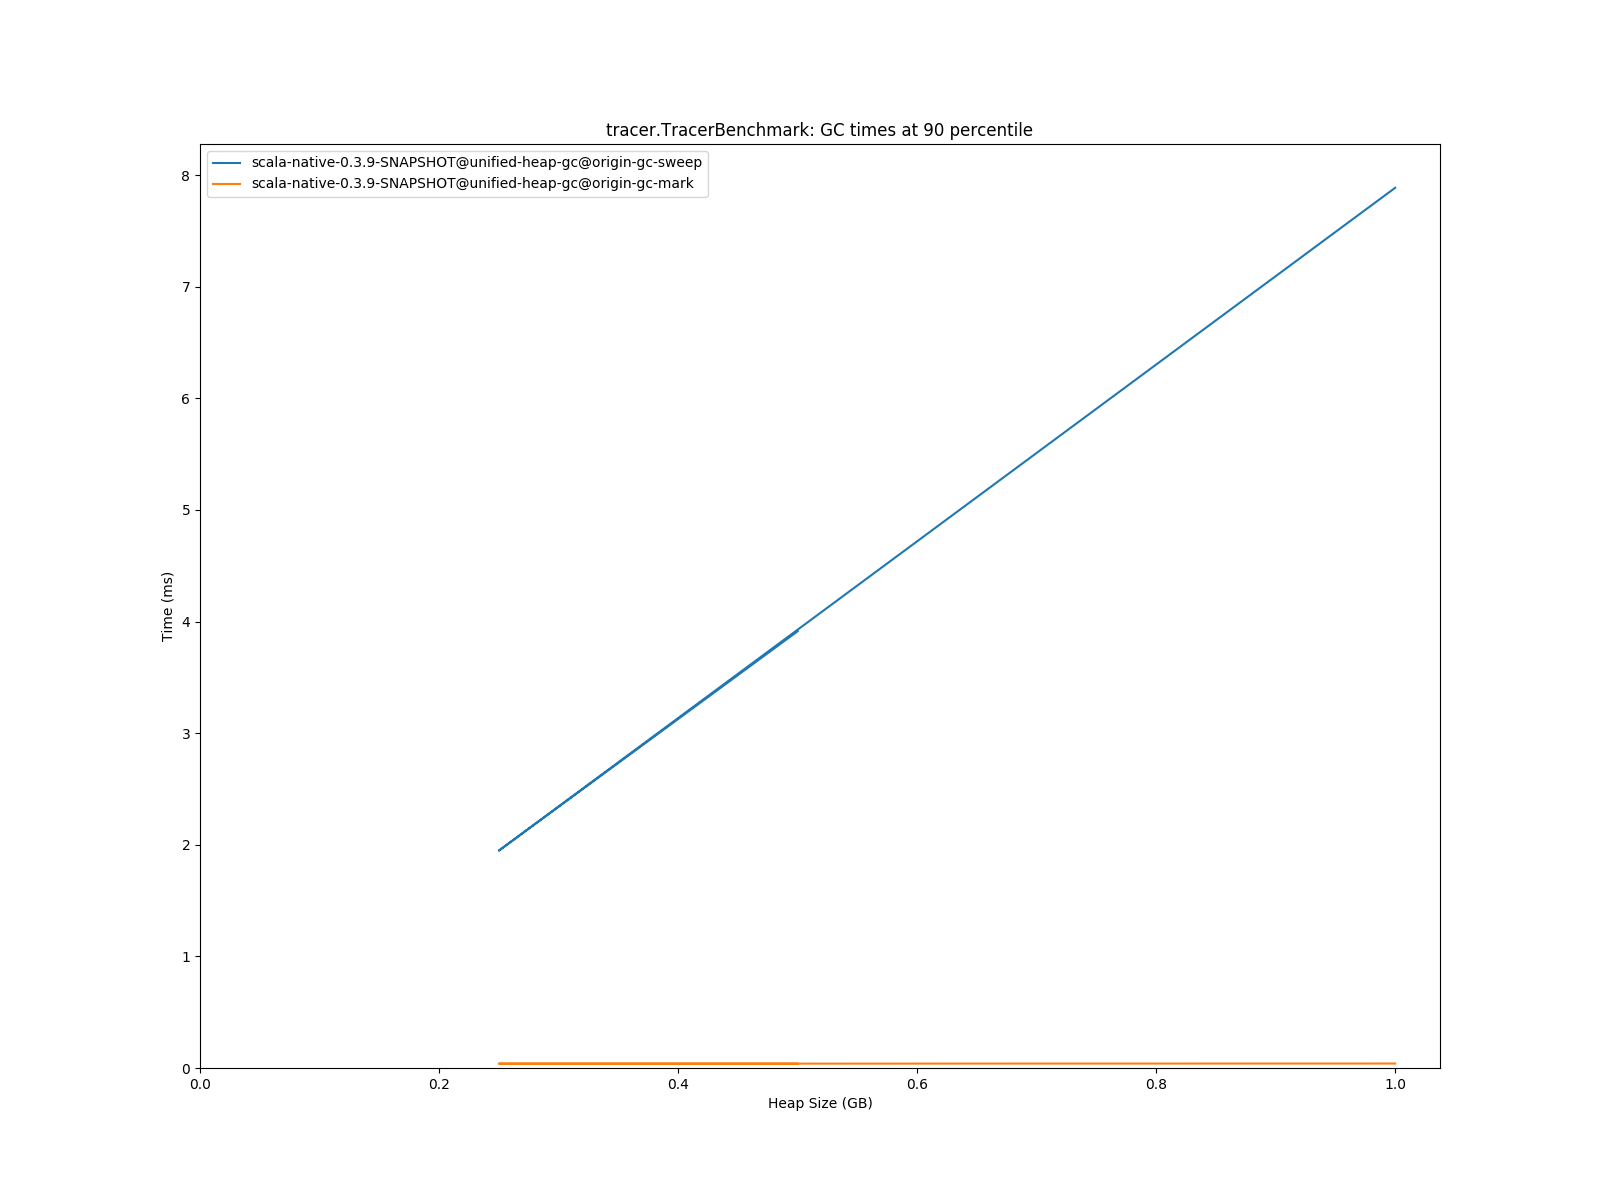 tracer.TracerBenchmark: GC times at 90 percentile
scala-native-0.3.9-SNAPSHOT@unified-heap-gc@origin-gc-sweep
scala-native-0.3.9-SNAPSHOT@unified-heap-gc@origin-gc-mark
8
7
6
5
4
3
2
1
0
Time (ms)
0.0 0.2 0.4 0.6 0.8 1.0
Heap Size (GB)